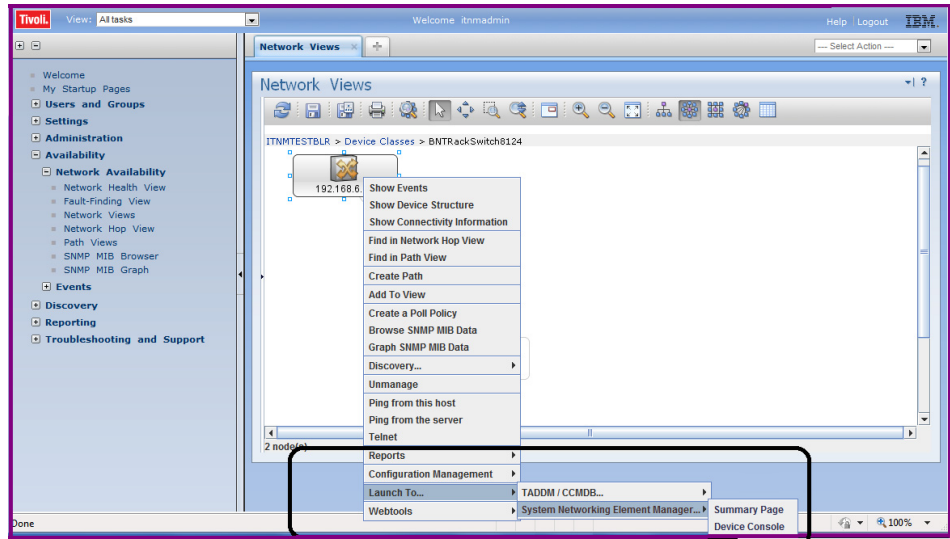 Tivoli. View: All tasks Welcome itnmadmin Help Logout IBM.
Network Views × --- Select Action ---
Welcome
My Startup Pages
Users and Groups
Settings
Administration
Availability
Network Availability
Network Health View
Fault-Finding View
Network Views
Network Hop View
Path Views
SNMP MIB Browser
SNMP MIB Graph
Events
Discovery
Reporting
Troubleshooting and Support
Network Views ?
ITNMTESTBLR > Device Classes > BNTRackSwitch8124
192.168.6.
Show Events
Show Device Structure
Show Connectivity Information
Find in Network Hop View
Find in Path View
Create Path
Add To View
Create a Poll Policy
Browse SNMP MIB Data
Graph SNMP MIB Data
Discovery...
Unmanage
Ping from this host
Ping from the server
Telnet
Reports
Configuration Management
Launch To...
Webtools
TADDM / CCMDB...
System Networking Element Manager...
Summary Page
Device Console
2 node(s)
Done 100%